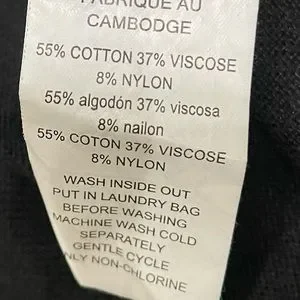 FABRIQUÉ AU
CAMBODGE
55% COTTON 37% VISCOSE
8% NYLON
55% algodón 37% viscosa
8% nailon
55% COTON 37% VISCOSE
8% NYLON
WASH INSIDE OUT
PUT IN LAUNDRY BAG
BEFORE WASHING
MACHINE WASH COLD
SEPARATELY
GENTLE CYCLE
ONLY NON-CHLORINE